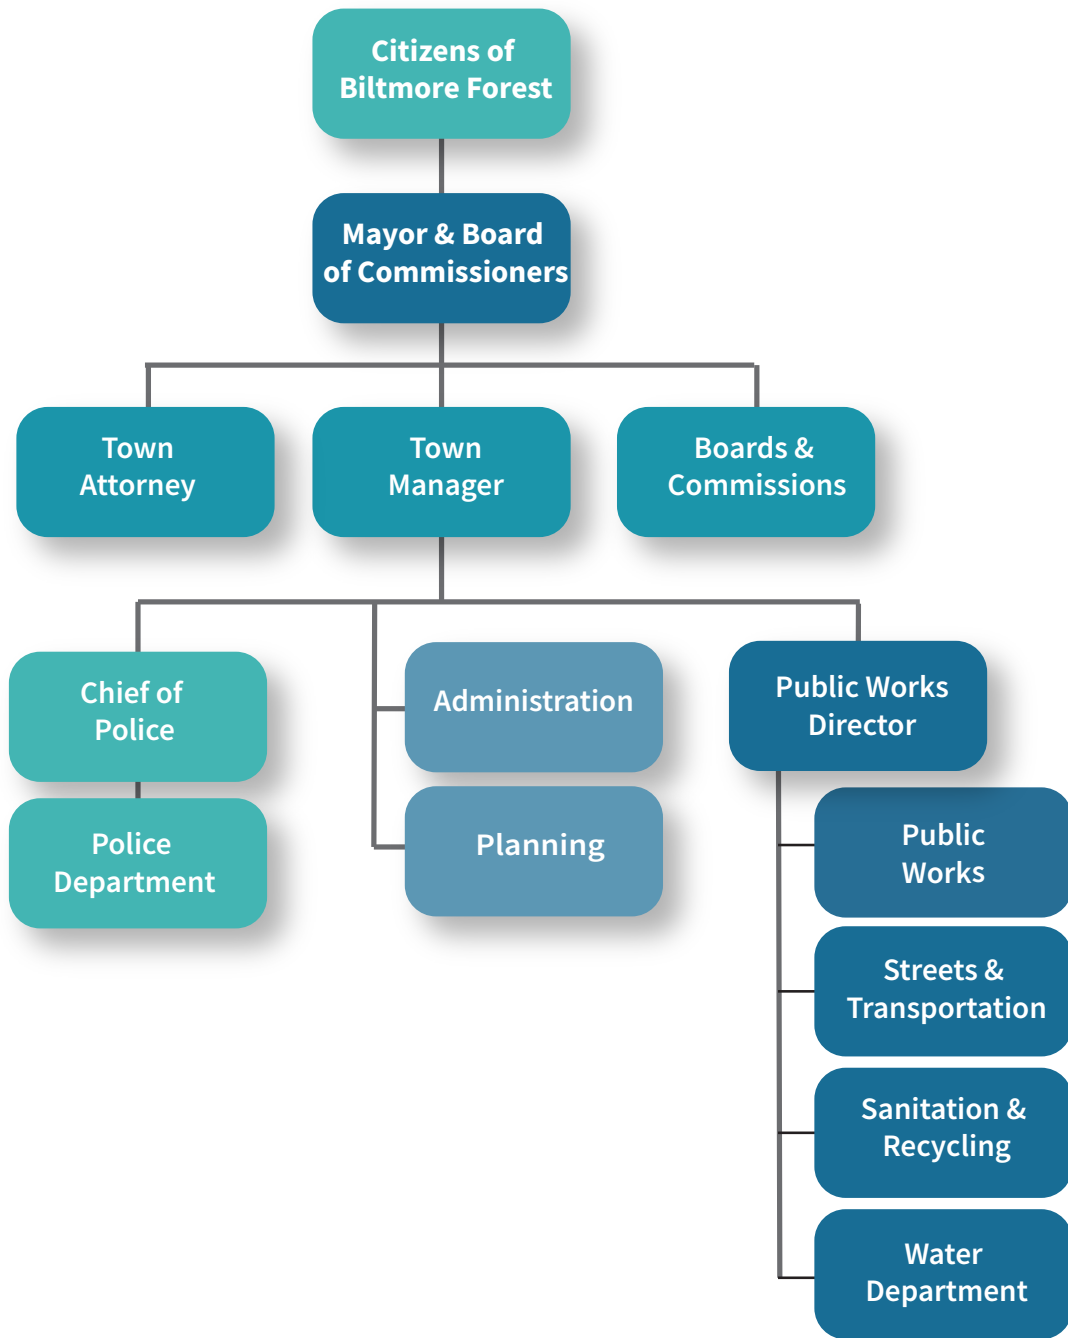 Citizens of
Biltmore Forest
Mayor & Board
of Commissioners
Town
Attorney
Town
Manager
Boards &
Commissions
Chief of
Police
Administration
Public Works
Director
Police
Department
Planning
Public
Works
Streets &
Transportation
Sanitation &
Recycling
Water
Department